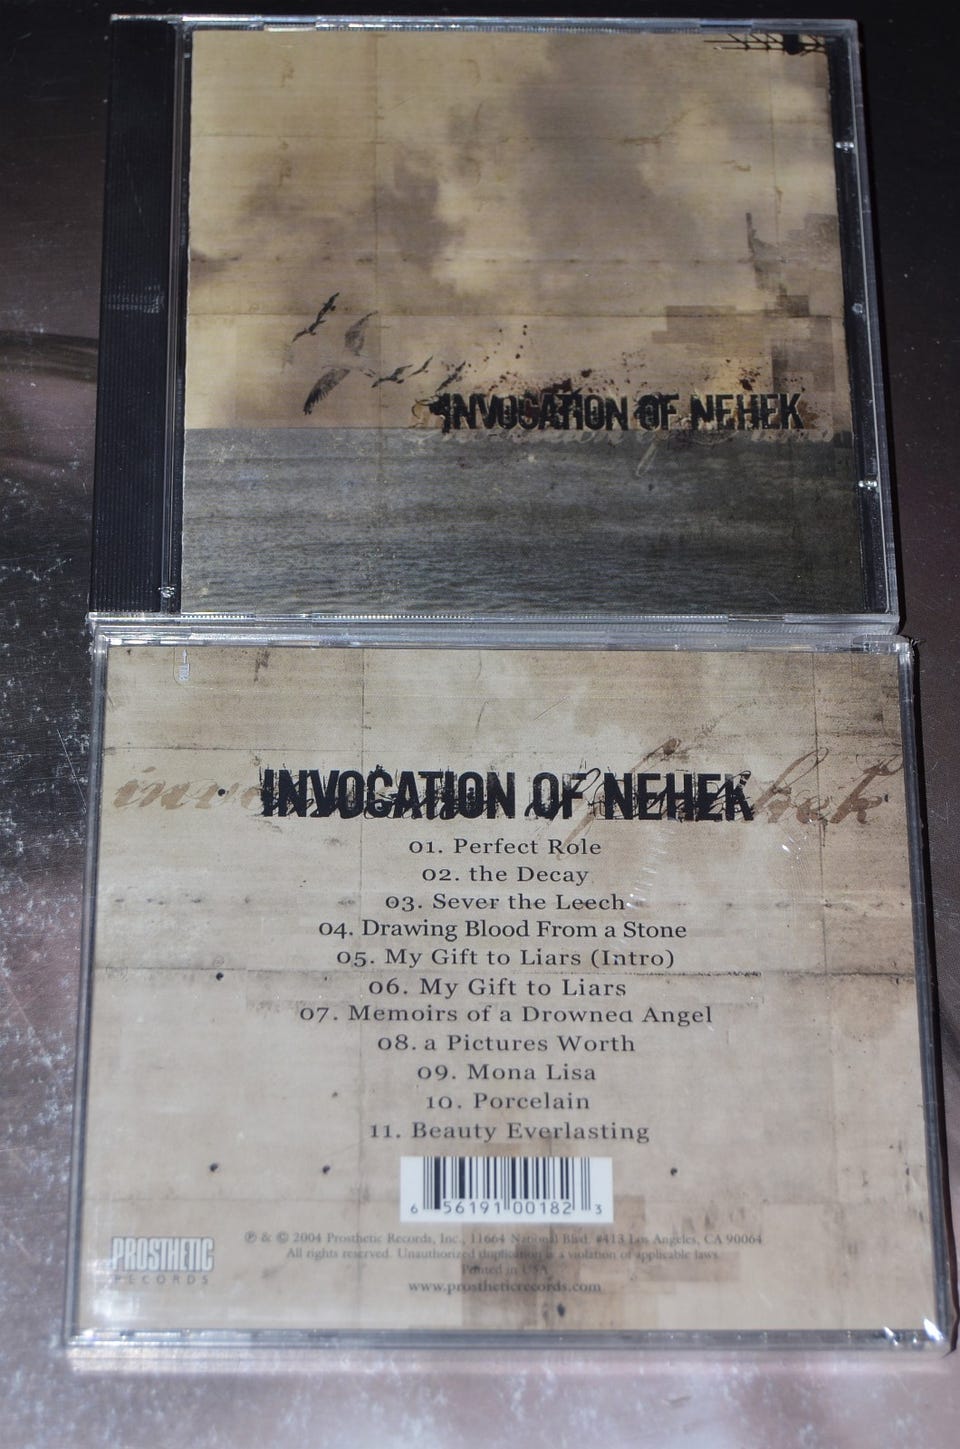 INVOCATION OF NEHEK
INVOCATION OF NEHEK
01. Perfect Role
02. the Decay
03. Sever the Leech
04. Drawing Blood From a Stone
05. My Gift to Liars (Intro)
06. My Gift to Liars
07. Memoirs of a Drowned Angel
08. a Pictures Worth
09. Mona Lisa
10. Porcelain
11. Beauty Everlasting
6 56191 00182 3
℗ & © 2004 Prosthetic Records, Inc., 11664 National Blvd. #413 Los Angeles, CA 90064
All rights reserved. Unauthorized duplication is a violation of applicable laws.
Printed in USA
www.prostheticrecords.com
PROSTHETIC
RECORDS